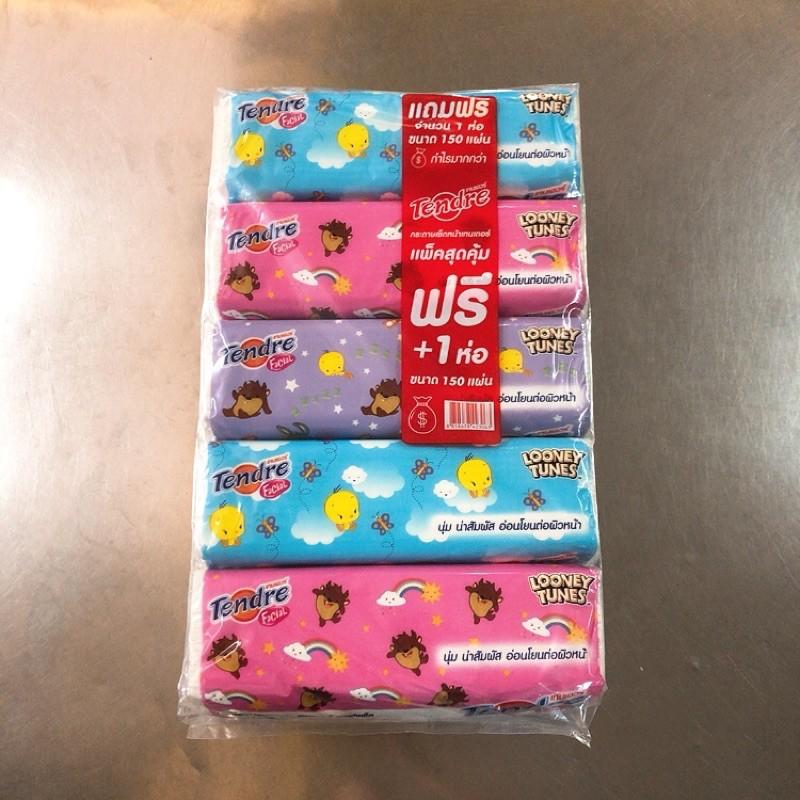 Tendre
Facial
LOONEY
TUNES
อ่อนโยนต่อผิวหน้า
แถมฟรี
จำนวน 1 ห่อ
ขนาด 150 แผ่น
$ กำไรมากกว่า
Tendre
กระดาษเช็ดหน้าเทนเดอร์
แพ็คสุดคุ้ม
ฟรี
+1 ห่อ
ขนาด 150 แผ่น
$
Tendre
Facial
LOONEY
TUNES
อ่อนโยนต่อผิวหน้า
Tendre
Facial
LOONEY
TUNES
อ่อนโยนต่อผิวหน้า
Tendre
Facial
LOONEY
TUNES
นุ่ม น่าสัมผัส อ่อนโยนต่อผิวหน้า
Tendre
Facial
LOONEY
TUNES
นุ่ม น่าสัมผัส อ่อนโยนต่อผิวหน้า